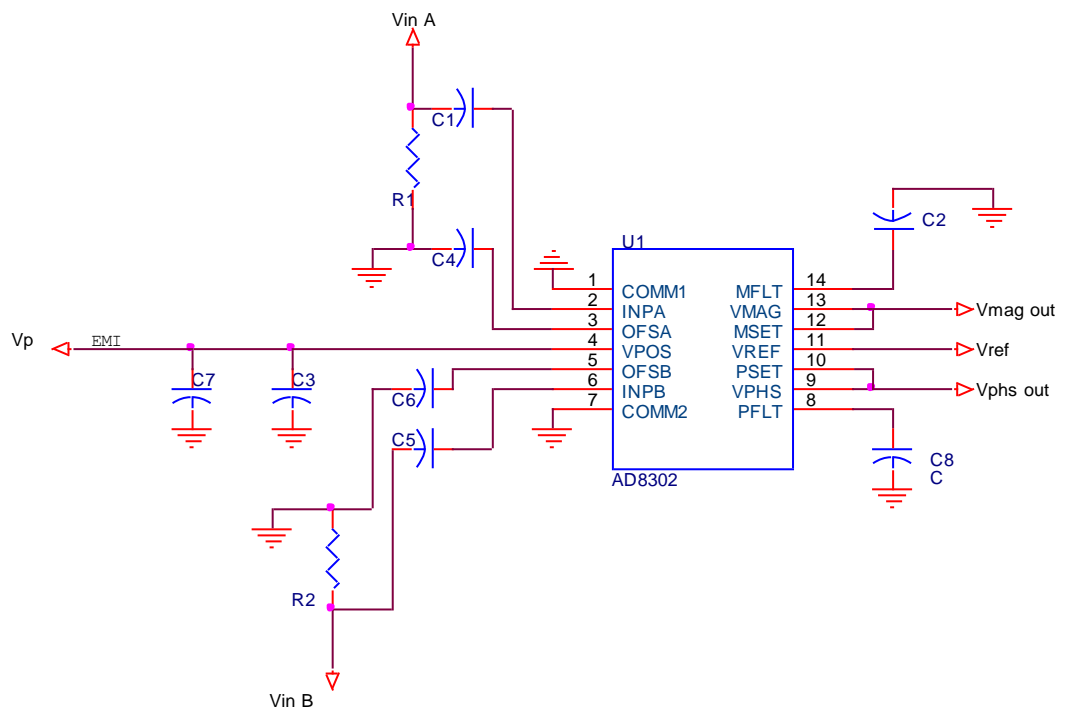 Vin A
C1
R1
C4
C2
U1
1
COMM1
2
INPA
3
OFSA
4
VPOS
5
OFSB
6
INPB
7
COMM2
MFLT
14
VMAG
13
MSET
12
VREF
11
PSET
10
VPHS
9
PFLT
8
AD8302
Vmag out
Vref
Vphs out
Vp
EMI
C7
C3
C6
C5
C8
C
R2
Vin B